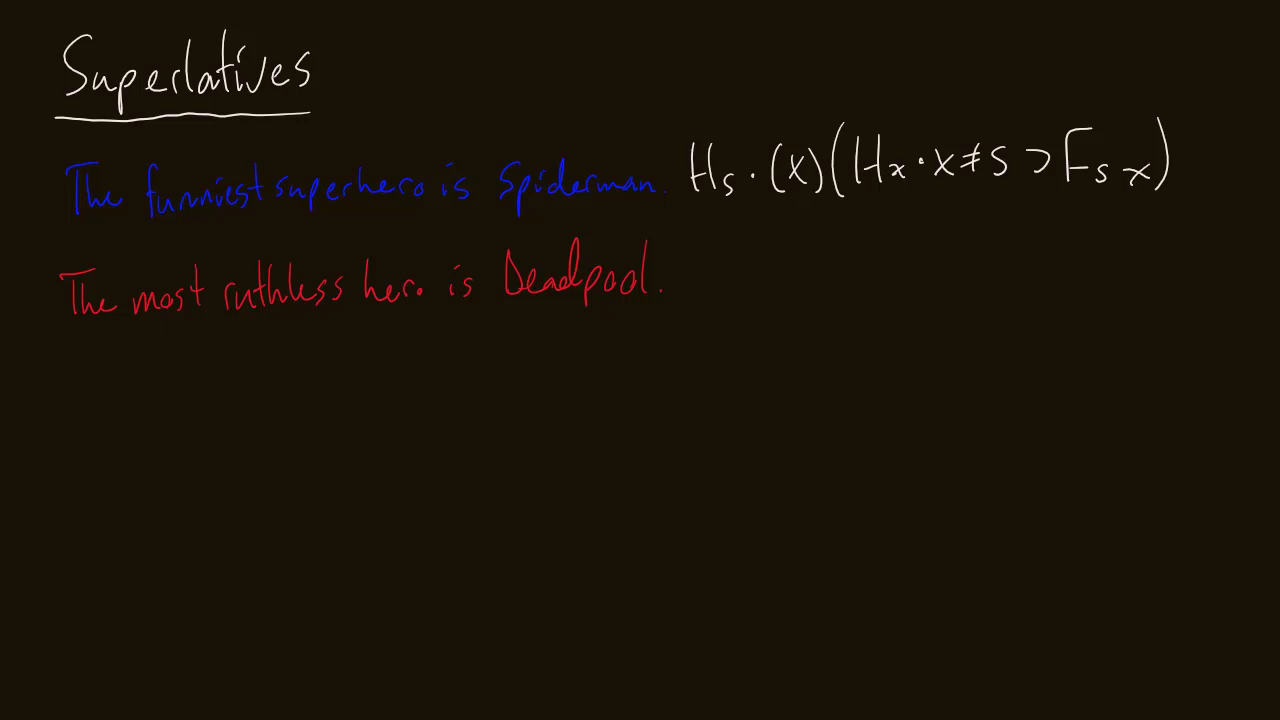 Superlatives
The funniest superhero is Spiderman. Hs · (x)(Hx · x ≠ s ⊃ Fsx)
The most ruthless hero is Deadpool.